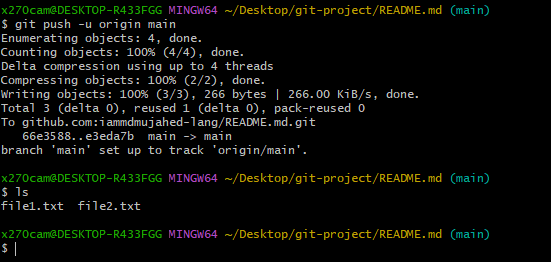 x270cam@DESKTOP-R433FGG MINGW64 ~/Desktop/git-project/README.md (main)
$ git push -u origin main
Enumerating objects: 4, done.
Counting objects: 100% (4/4), done.
Delta compression using up to 4 threads
Compressing objects: 100% (2/2), done.
Writing objects: 100% (3/3), 266 bytes | 266.00 KiB/s, done.
Total 3 (delta 0), reused 1 (delta 0), pack-reused 0
To github.com:iammdmujahed-lang/README.md.git
   66e3588..e3eda7b  main -> main
branch 'main' set up to track 'origin/main'.

x270cam@DESKTOP-R433FGG MINGW64 ~/Desktop/git-project/README.md (main)
$ ls
file1.txt  file2.txt

x270cam@DESKTOP-R433FGG MINGW64 ~/Desktop/git-project/README.md (main)
$